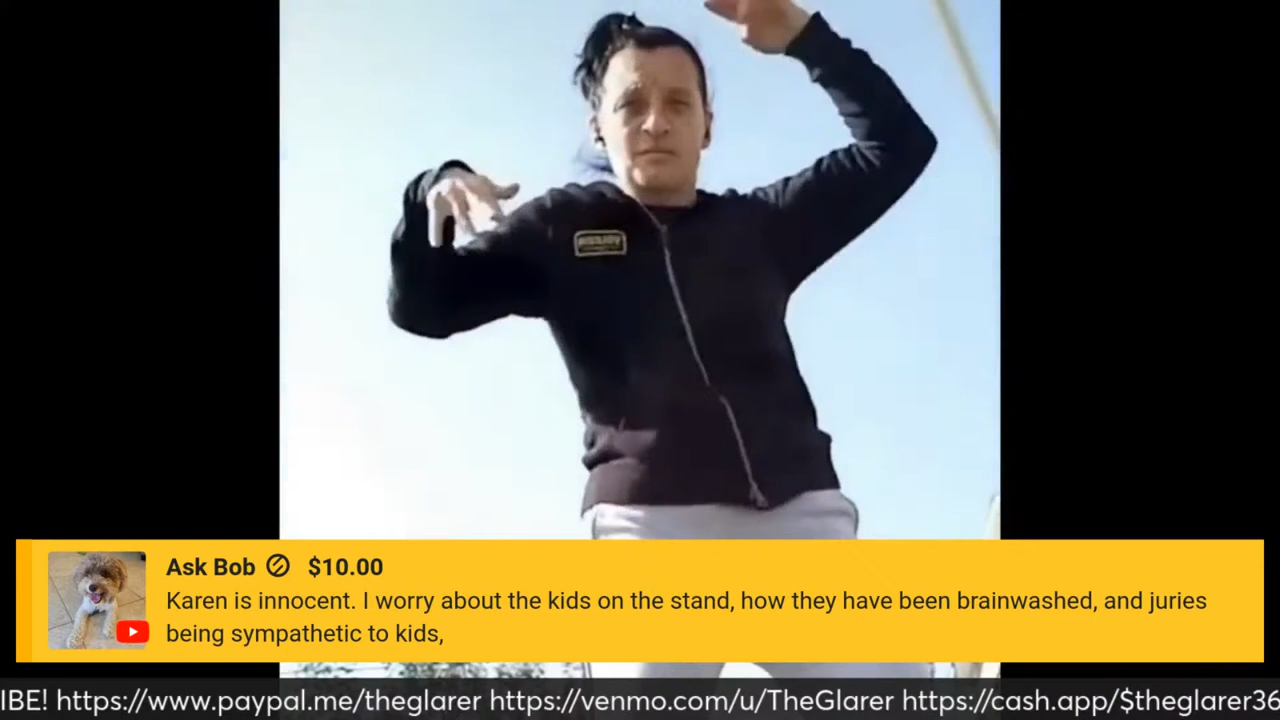 Ask Bob $10.00
Karen is innocent. I worry about the kids on the stand, how they have been brainwashed, and juries
being sympathetic to kids,
IBE! https://www.paypal.me/theglarer https://venmo.com/u/TheGlarer https://cash.app/$theglarer36